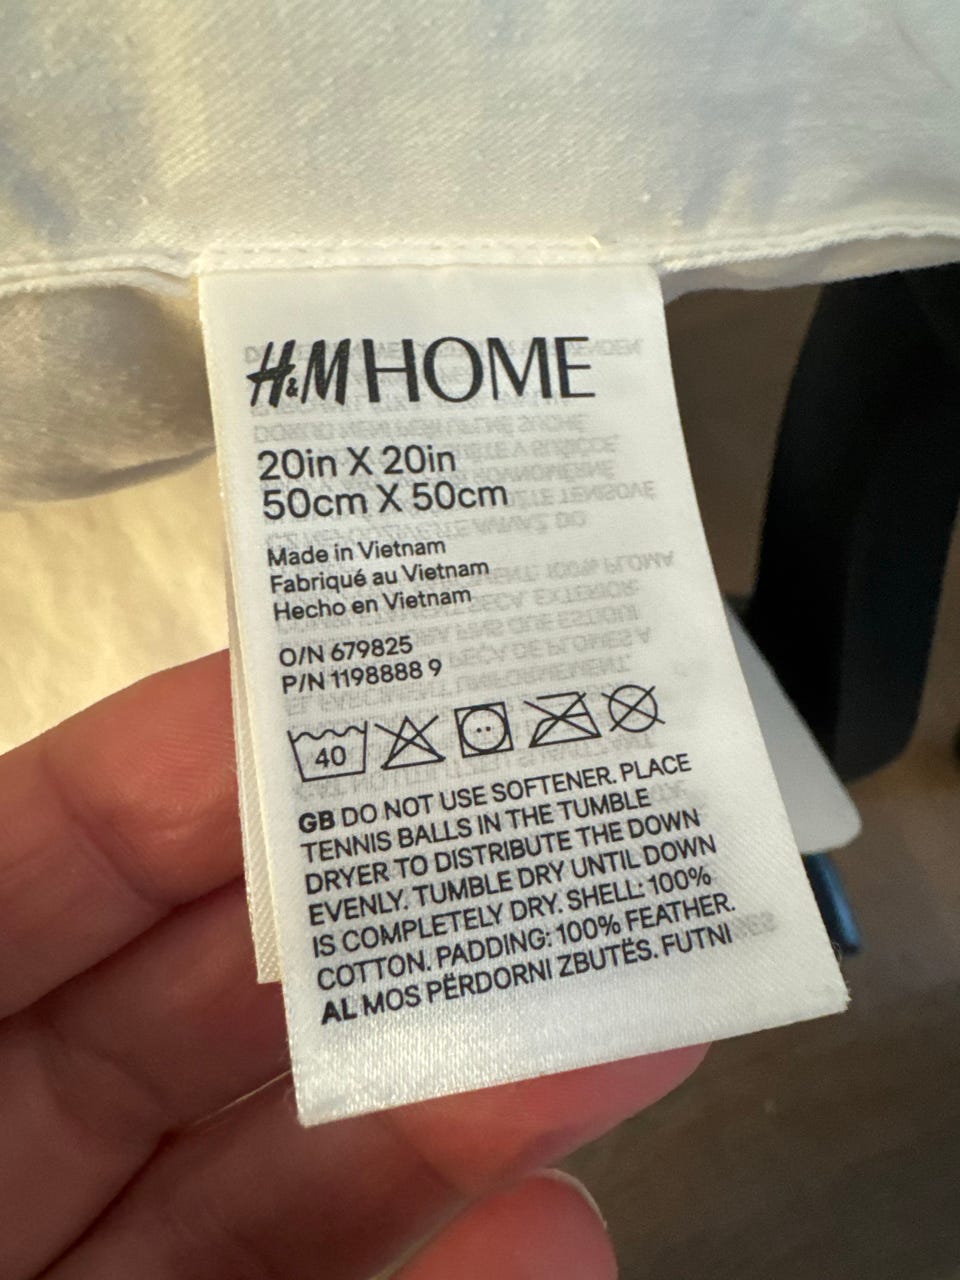 H&M HOME
20in X 20in
50cm X 50cm
Made in Vietnam
Fabriqué au Vietnam
Hecho en Vietnam
O/N 679825
P/N 1198888 9
40
GB DO NOT USE SOFTENER. PLACE
TENNIS BALLS IN THE TUMBLE
DRYER TO DISTRIBUTE THE DOWN
EVENLY. TUMBLE DRY UNTIL DOWN
IS COMPLETELY DRY. SHELL: 100%
COTTON. PADDING: 100% FEATHER.
AL MOS PËRDORNI ZBUTËS. FUTNI